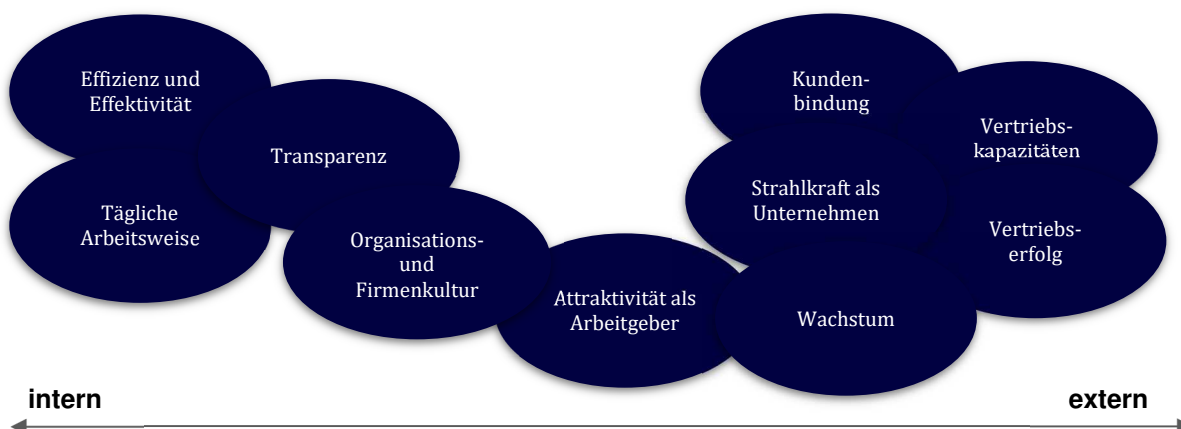 Effizienz und
Effektivität
Transparenz
Tägliche
Arbeitsweise
Organisations-
und
Firmenkultur
Attraktivität als
Arbeitgeber
Kunden-
bindung
Vertriebs-
kapazitäten
Strahlkraft als
Unternehmen
Vertriebs-
erfolg
Wachstum
intern
extern